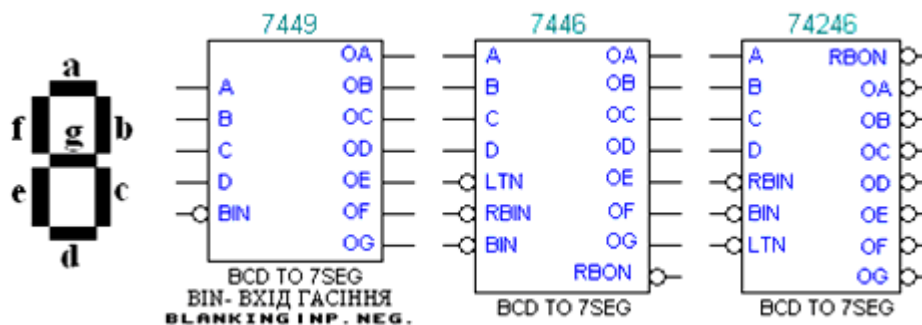 a
f
g
b
e
c
d
7449
A
B
C
D
BIN
OA
OB
OC
OD
OE
OF
OG
BCD TO 7SEG
BIN- ВХІД ГАСІННЯ
BLANKING INP. NEG.
7446
A
B
C
D
LTN
RBIN
BIN
OA
OB
OC
OD
OE
OF
OG
RBON
BCD TO 7SEG
74246
A
B
C
D
RBIN
BIN
LTN
RBON
OA
OB
OC
OD
OE
OF
OG
BCD TO 7SEG